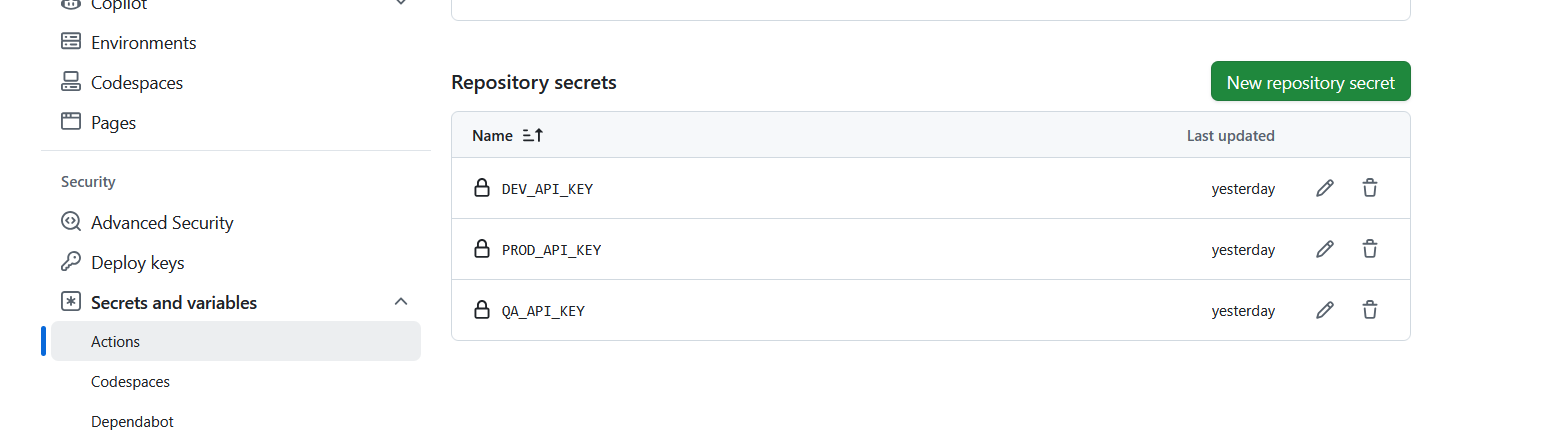 Copilot
Environments
Codespaces
Pages
Security
Advanced Security
Deploy keys
Secrets and variables
Actions
Codespaces
Dependabot
Repository secrets
New repository secret
Name Last updated
DEV_API_KEY yesterday
PROD_API_KEY yesterday
QA_API_KEY yesterday